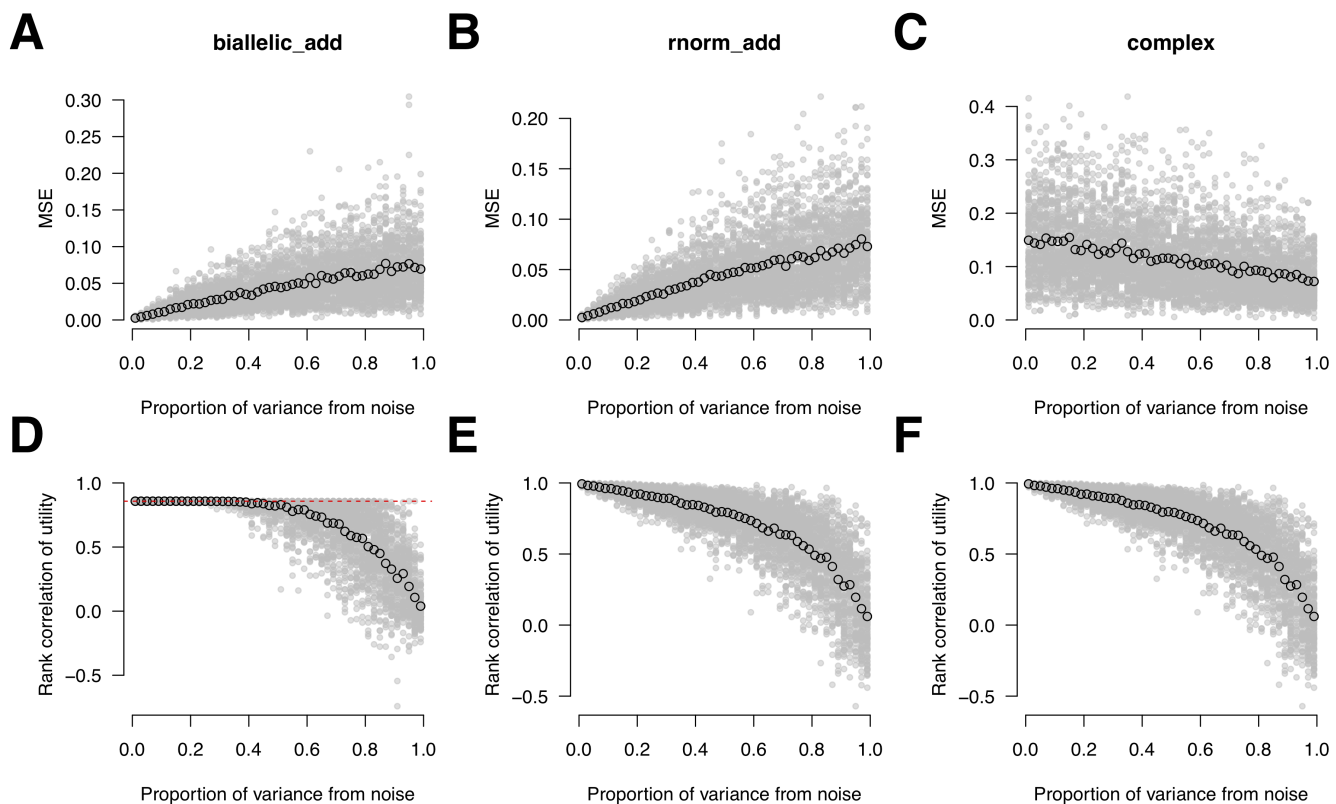 A
biallelic_add
MSE
0.30
0.25
0.20
0.15
0.10
0.05
0.00
0.0 0.2 0.4 0.6 0.8 1.0
Proportion of variance from noise
B
rnorm_add
MSE
0.20
0.15
0.10
0.05
0.00
0.0 0.2 0.4 0.6 0.8 1.0
Proportion of variance from noise
C
complex
MSE
0.4
0.3
0.2
0.1
0.0
0.0 0.2 0.4 0.6 0.8 1.0
Proportion of variance from noise
D
Rank correlation of utility
1.0
0.5
0.0
−0.5
0.0 0.2 0.4 0.6 0.8 1.0
Proportion of variance from noise
E
Rank correlation of utility
1.0
0.5
0.0
−0.5
0.0 0.2 0.4 0.6 0.8 1.0
Proportion of variance from noise
F
Rank correlation of utility
1.0
0.5
0.0
−0.5
0.0 0.2 0.4 0.6 0.8 1.0
Proportion of variance from noise